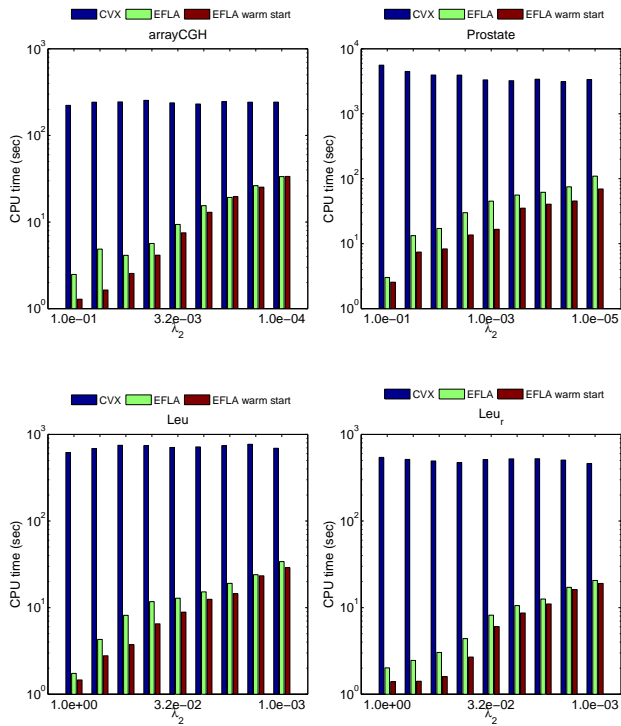 CVX EFLA EFLA warm start
arrayCGH
10^3
10^2
10^1
10^0
CPU time (sec)
1.0e−01 3.2e−03 1.0e−04
λ_2
CVX EFLA EFLA warm start
Prostate
10^4
10^3
10^2
10^1
10^0
CPU time (sec)
1.0e−01 1.0e−03 1.0e−05
λ_2
CVX EFLA EFLA warm start
Leu
10^3
10^2
10^1
10^0
CPU time (sec)
1.0e+00 3.2e−02 1.0e−03
λ_2
CVX EFLA EFLA warm start
Leu_r
10^3
10^2
10^1
10^0
CPU time (sec)
1.0e+00 3.2e−02 1.0e−03
λ_2